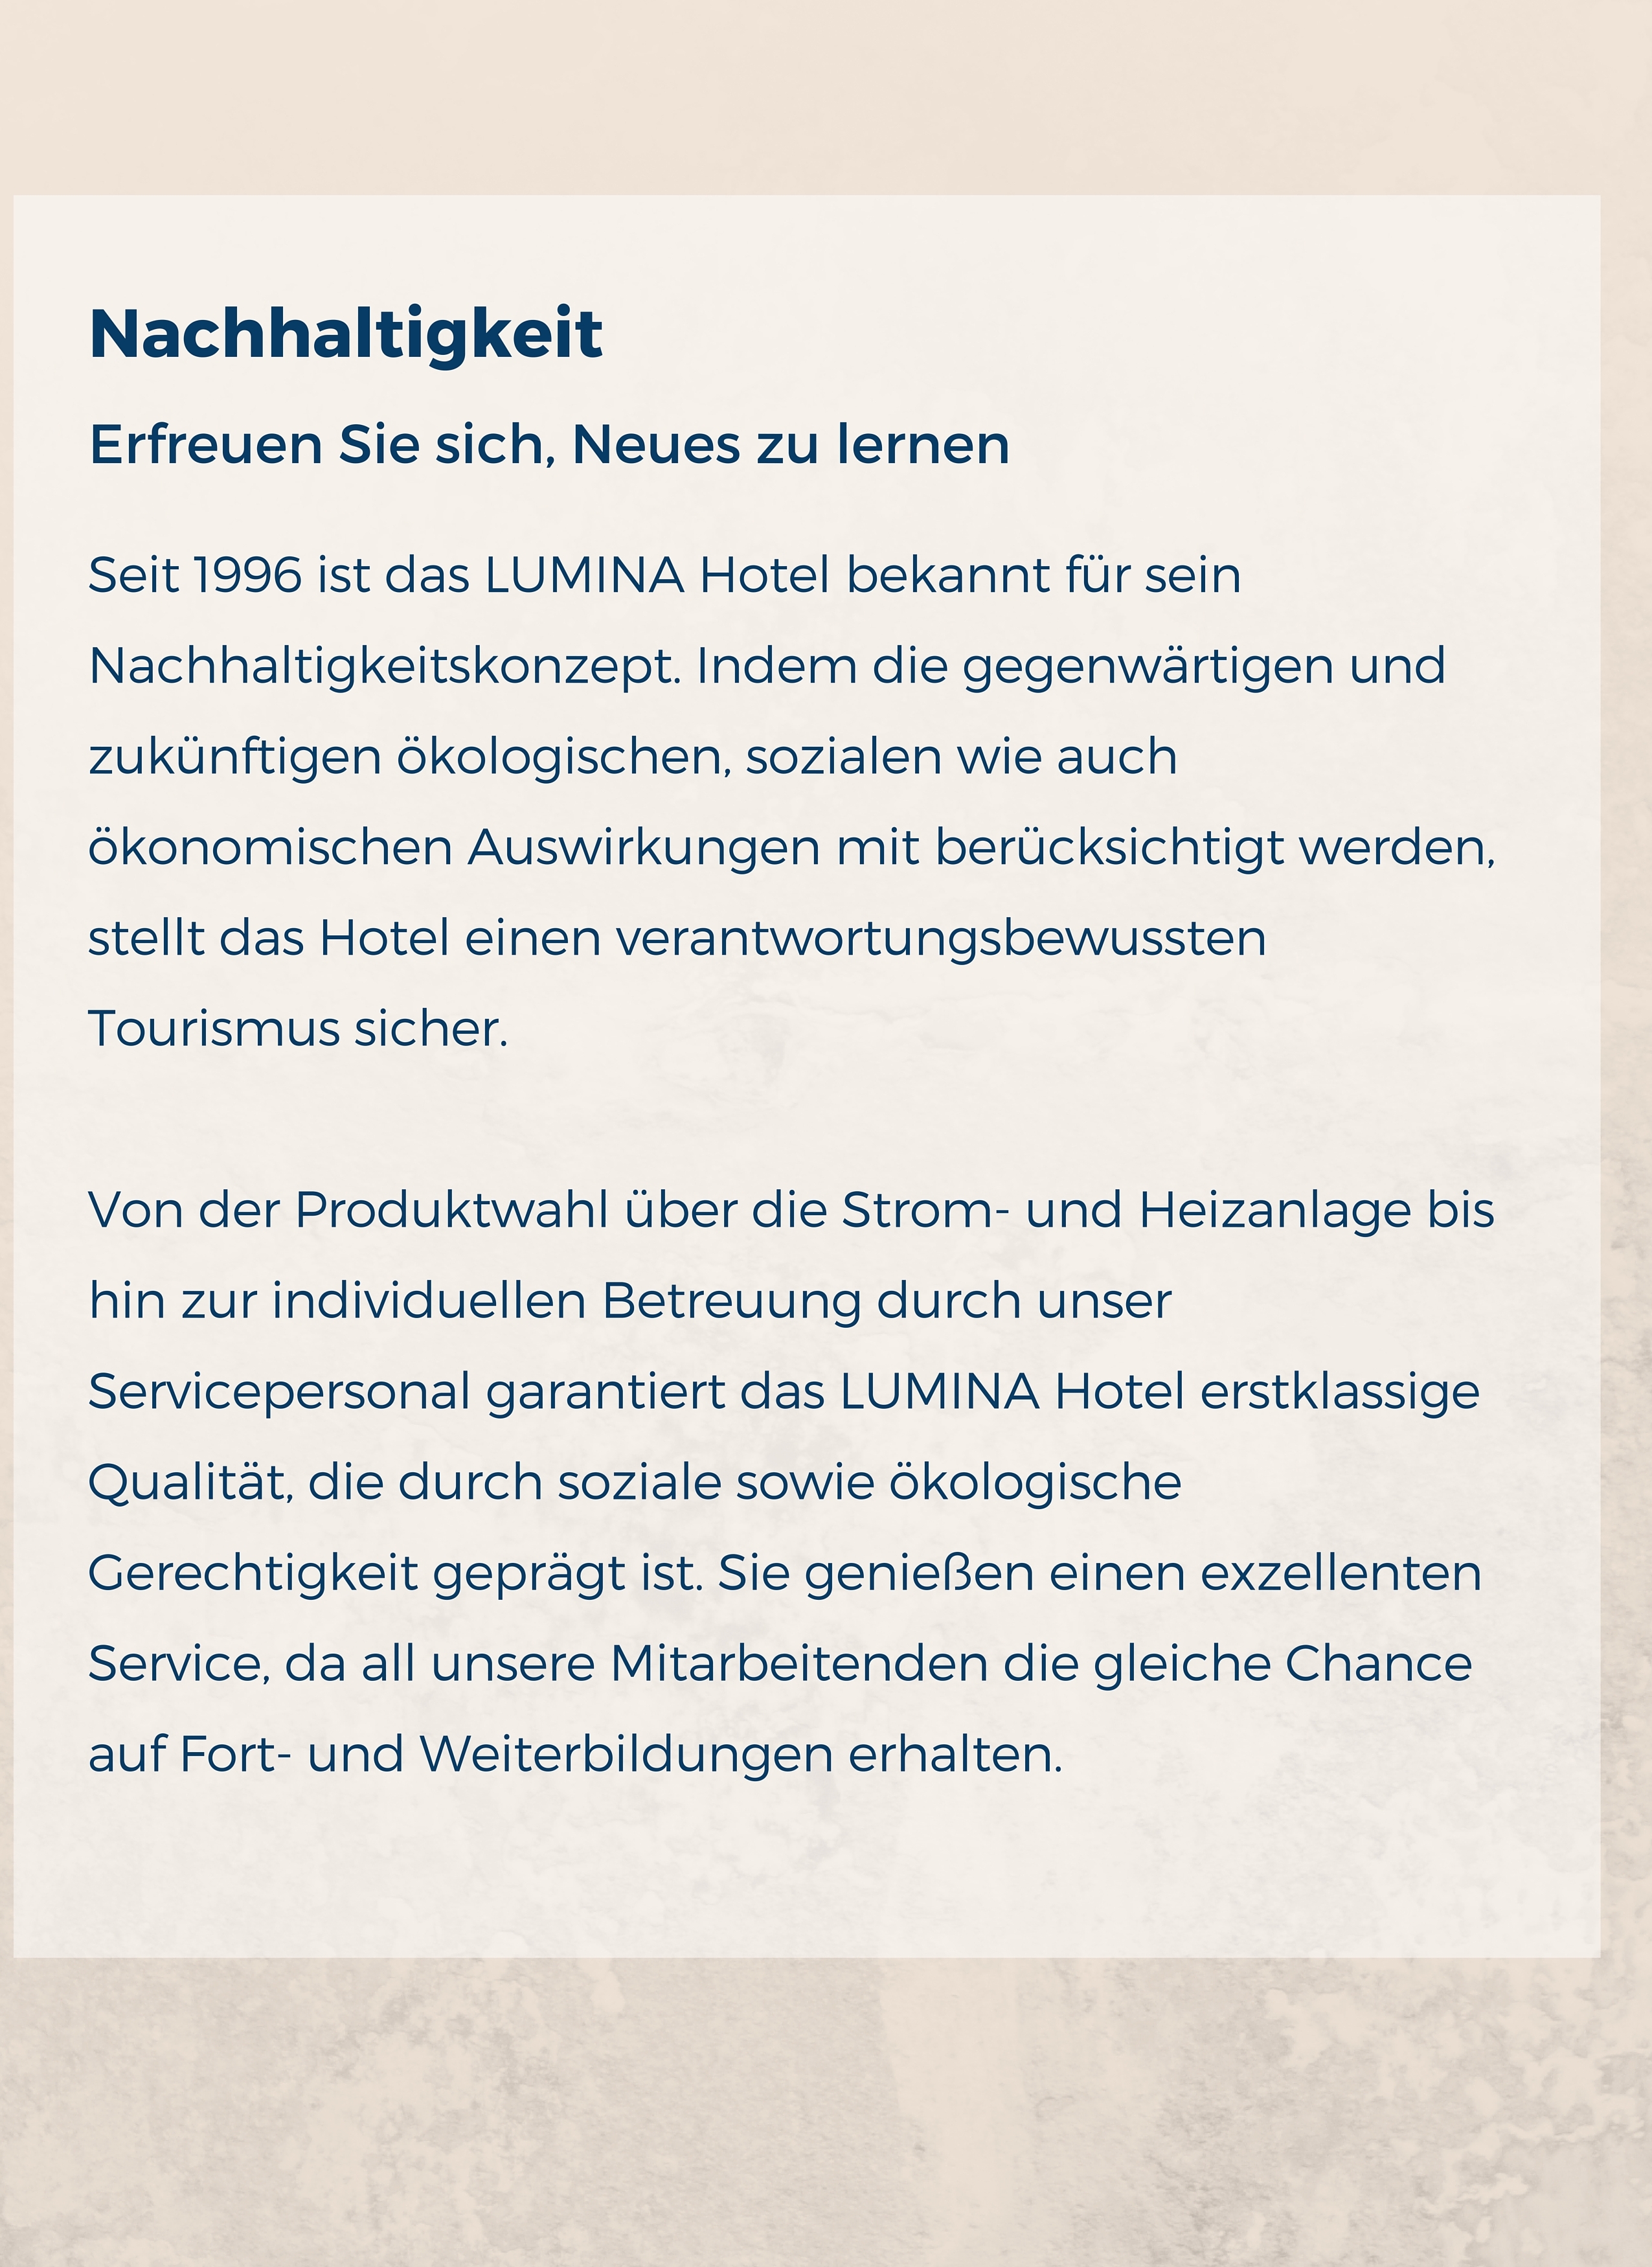 Nachhaltigkeit
Erfreuen Sie sich, Neues zu lernen
Seit 1996 ist das LUMINA Hotel bekannt für sein
Nachhaltigkeitskonzept. Indem die gegenwärtigen und
zukünftigen ökologischen, sozialen wie auch
ökonomischen Auswirkungen mit berücksichtigt werden,
stellt das Hotel einen verantwortungsbewussten
Tourismus sicher.
Von der Produktwahl über die Strom- und Heizanlage bis
hin zur individuellen Betreuung durch unser
Servicepersonal garantiert das LUMINA Hotel erstklassige
Qualität, die durch soziale sowie ökologische
Gerechtigkeit geprägt ist. Sie genießen einen exzellenten
Service, da all unsere Mitarbeitenden die gleiche Chance
auf Fort- und Weiterbildungen erhalten.